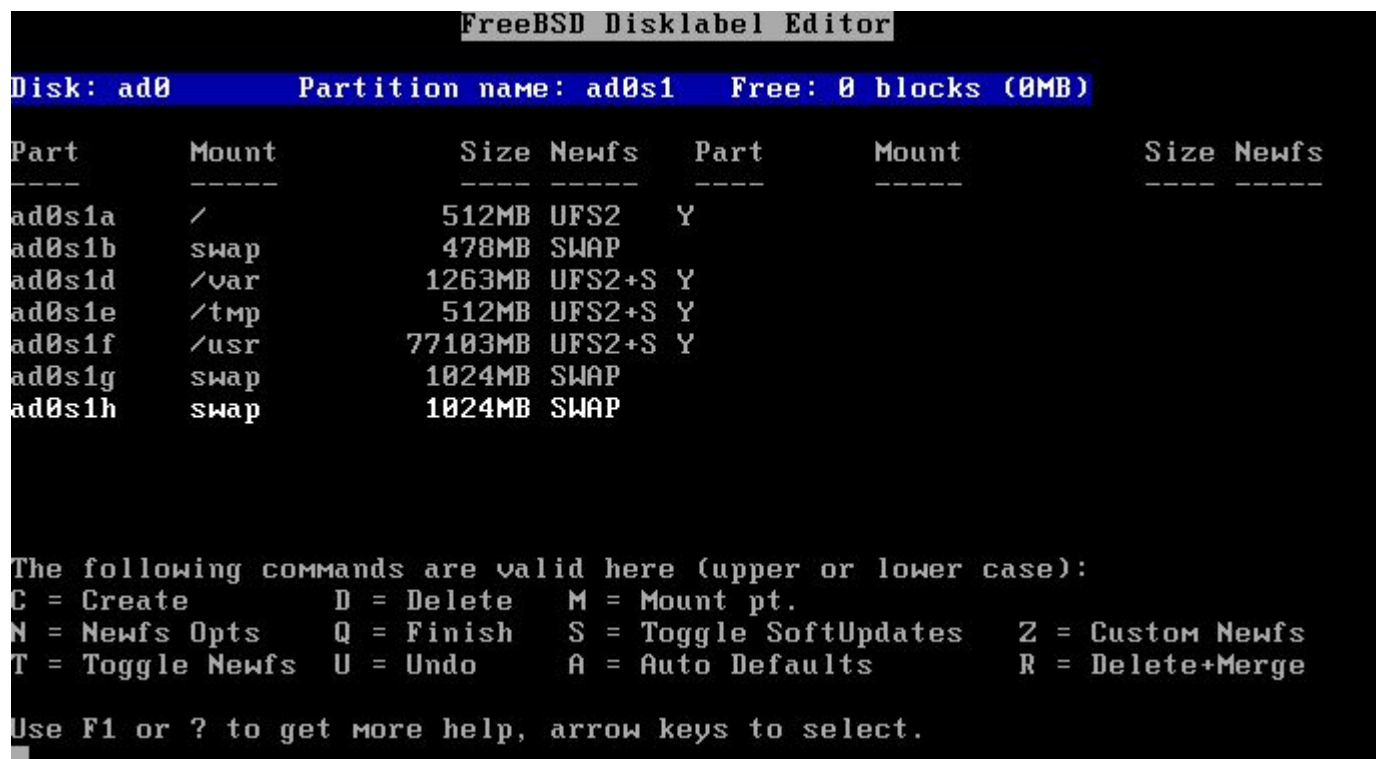 FreeBSD Disklabel Editor
Disk: ad0 Partition name: ad0s1 Free: 0 blocks (0MB)
Part Mount Size Newfs Part Mount Size Newfs
---- ----- ---- ----- ---- ----- ---- -----
ad0s1a / 512MB UFS2 Y
ad0s1b swap 478MB SWAP
ad0s1d /var 1263MB UFS2+S Y
ad0s1e /tmp 512MB UFS2+S Y
ad0s1f /usr 77103MB UFS2+S Y
ad0s1g swap 1024MB SWAP
ad0s1h swap 1024MB SWAP
The following commands are valid here (upper or lower case):
C = Create D = Delete M = Mount pt.
N = Newfs Opts Q = Finish S = Toggle SoftUpdates Z = Custom Newfs
T = Toggle Newfs U = Undo A = Auto Defaults R = Delete+Merge
Use F1 or ? to get more help, arrow keys to select.